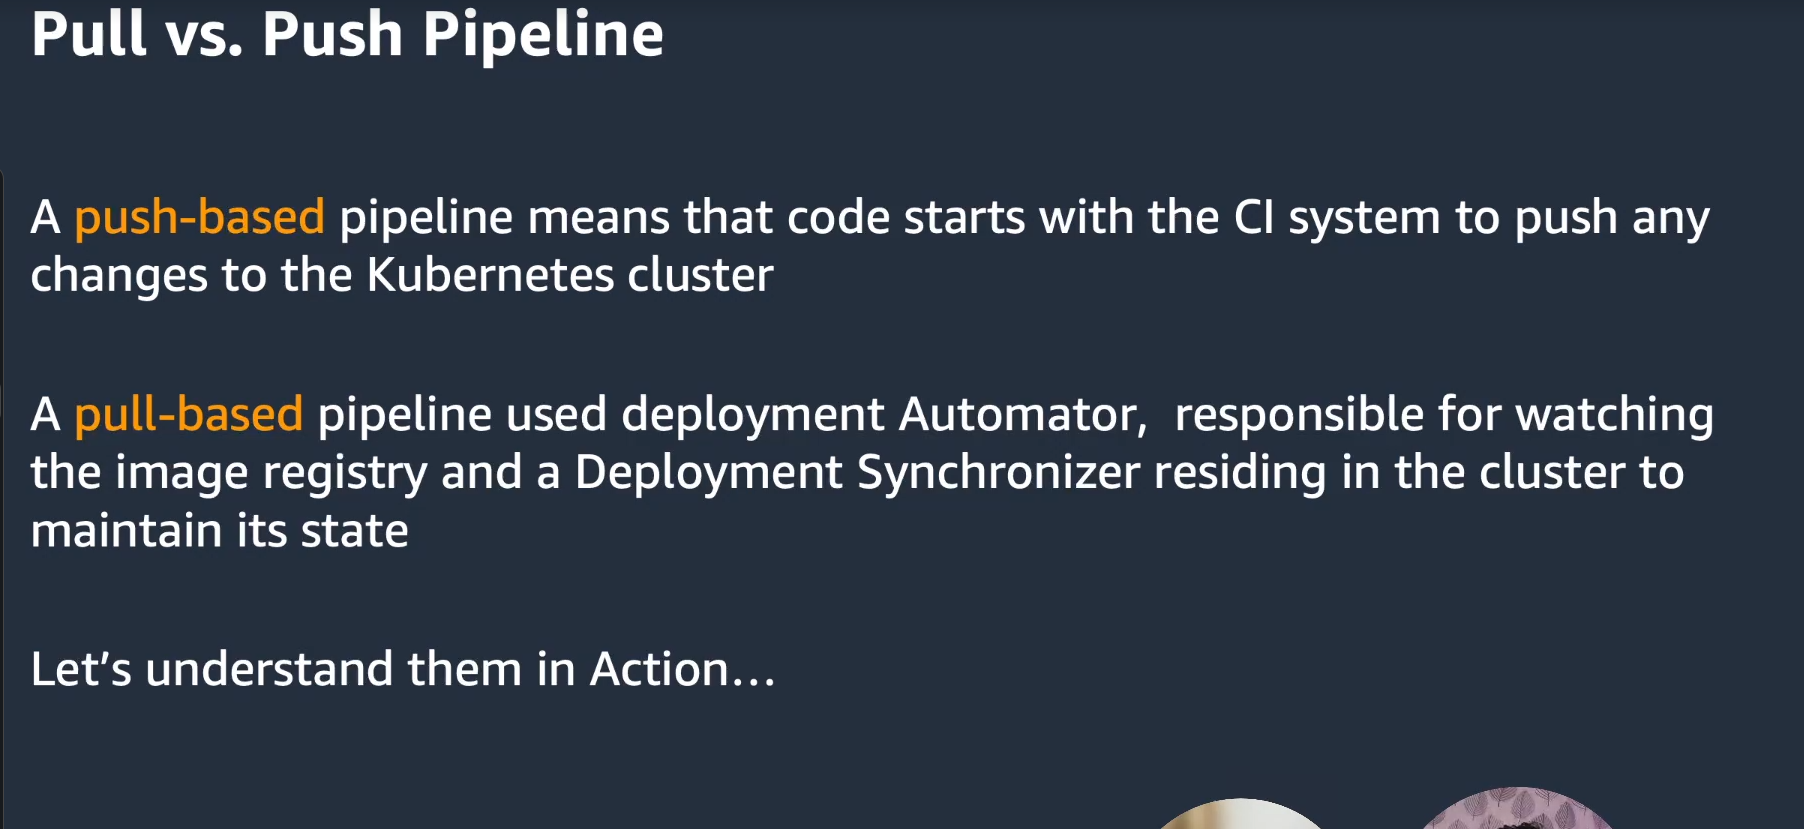 Pull vs. Push Pipeline
A push-based pipeline means that code starts with the CI system to push any
changes to the Kubernetes cluster
A pull-based pipeline used deployment Automator,  responsible for watching
the image registry and a Deployment Synchronizer residing in the cluster to
maintain its state
Let’s understand them in Action...